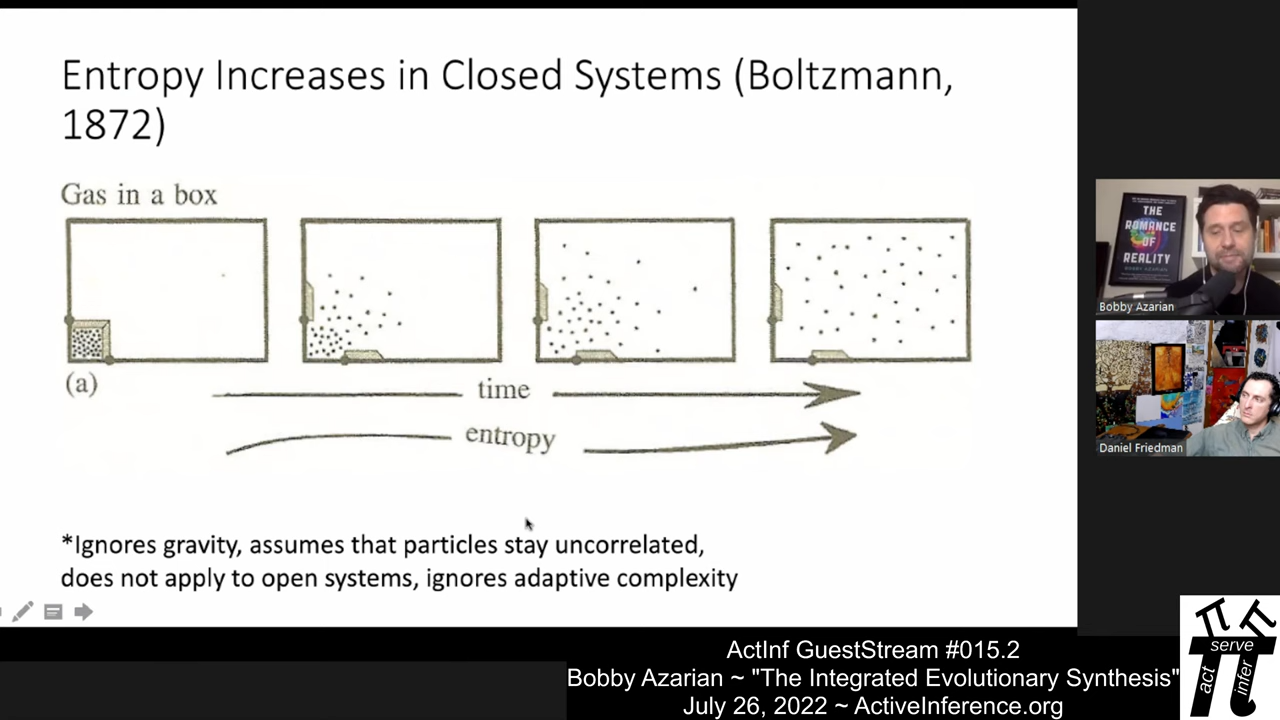 Entropy Increases in Closed Systems (Boltzmann,
1872)
Gas in a box
(a)
time
entropy
*Ignores gravity, assumes that particles stay uncorrelated,
does not apply to open systems, ignores adaptive complexity
THE
ROMANCE
OF
REALITY
BOBBY AZARIAN
Bobby Azarian
Daniel Friedman
ActInf GuestStream #015.2
Bobby Azarian ~ "The Integrated Evolutionary Synthesis"
July 26, 2022 ~ ActiveInference.org
serve
act
infer